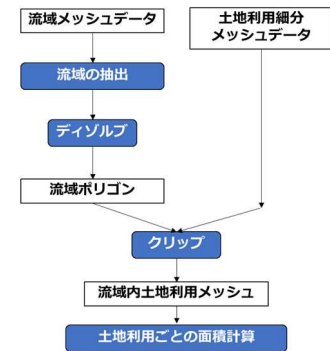 流域メッシュデータ
土地利用細分
メッシュデータ
流域の抽出
ディゾルブ
流域ポリゴン
クリップ
流域内土地利用メッシュ
土地利用ごとの面積計算